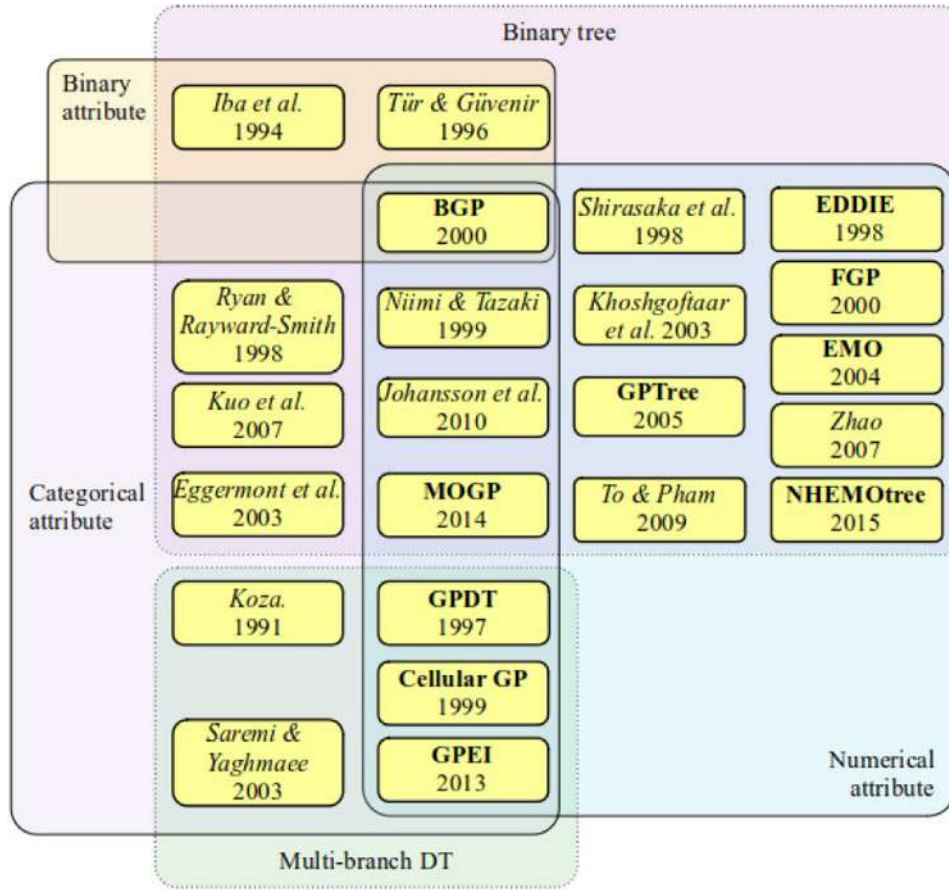 Binary tree
Binary
attribute
Iba et al.
1994
Tür & Güvenir
1996
BGP
2000
Shirasaka et al.
1998
EDDIE
1998
Ryan &
Rayward-Smith
1998
Niimi & Tazaki
1999
Khoshgoftaar
et al. 2003
FGP
2000
EMO
2004
Kuo et al.
2007
Johansson et al.
2010
GPTree
2005
Zhao
2007
Categorical
attribute
Eggermont et al.
2003
MOGP
2014
To & Pham
2009
NHEMOtree
2015
Koza.
1991
GPDT
1997
Cellular GP
1999
Saremi &
Yaghmaee
2003
GPEI
2013
Numerical
attribute
Multi-branch DT